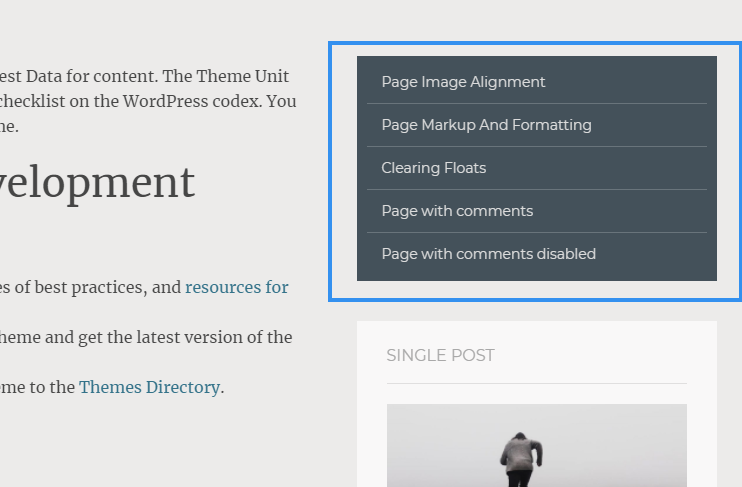 est Data for content. The Theme Unit
checklist on the WordPress codex. You
ne.
velopment
es of best practices, and resources for
heme and get the latest version of the
eme to the Themes Directory.
Page Image Alignment
Page Markup And Formatting
Clearing Floats
Page with comments
Page with comments disabled
SINGLE POST